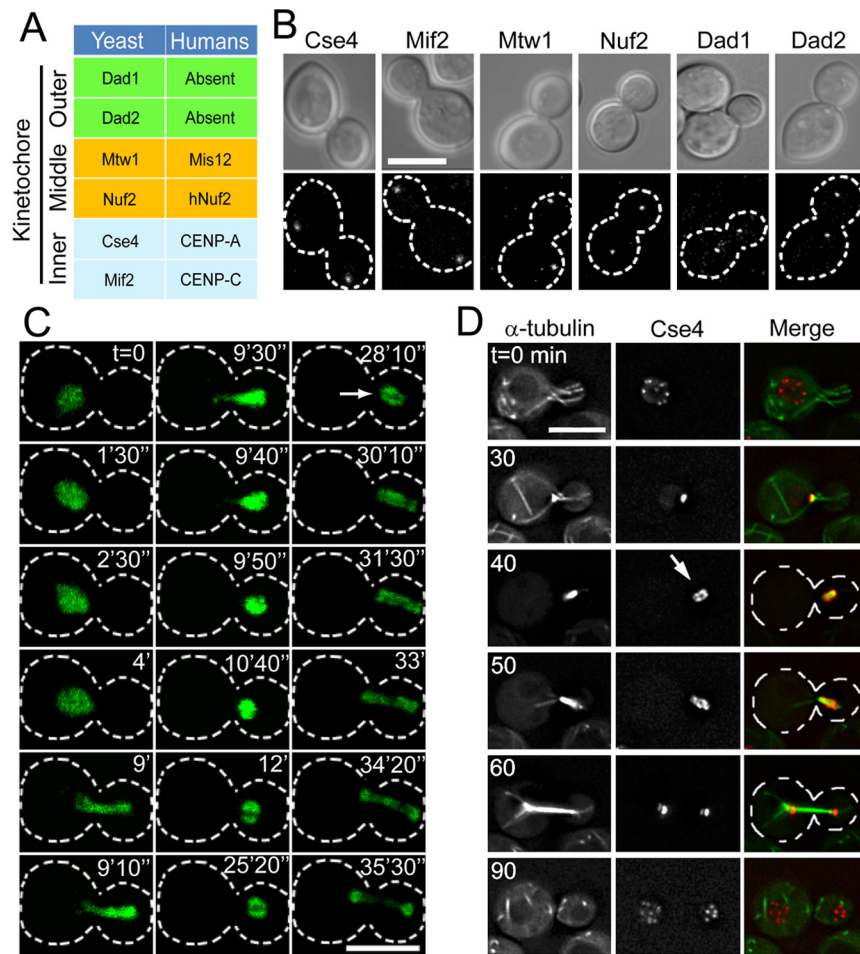 A
Yeast Humans
Dad1 Absent
Dad2 Absent
Mtw1 Mis12
Nuf2 hNuf2
Cse4 CENP-A
Mif2 CENP-C
Kinetochore
Outer
Middle
Inner
B
Cse4 Mif2 Mtw1 Nuf2 Dad1 Dad2
C
t=0 9'30'' 28'10''
1'30'' 9'40'' 30'10''
2'30'' 9'50'' 31'30''
4' 10'40'' 33'
9' 12' 34'20''
9'10'' 25'20'' 35'30''
D
α-tubulin Cse4 Merge
t=0 min
30
40
50
60
90